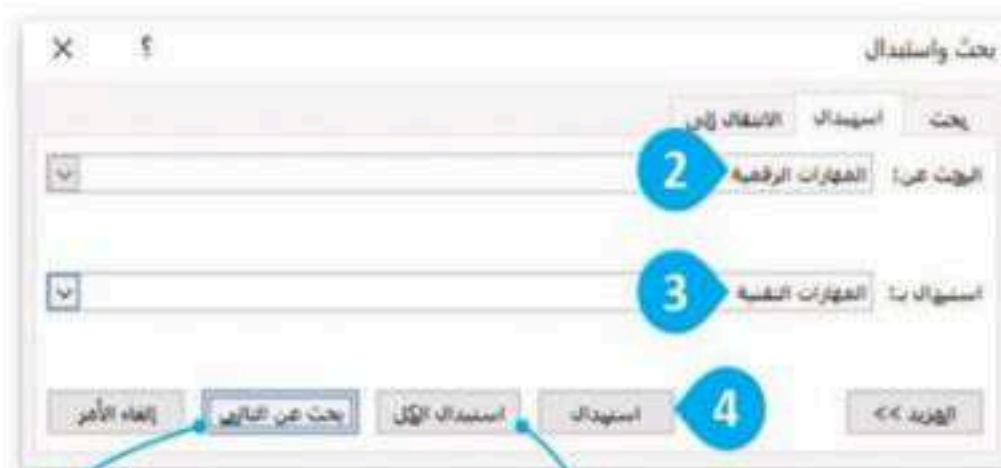 بحث واستبدال
؟ ×
بحث استبدال الانتقال إلى
البحث عن: المهارات الرقمية 2
استبدال بـ: المهارات التقنية 3
المزيد >> 4 استبدال استبدال الكل بحث عن التالي إلغاء الأمر